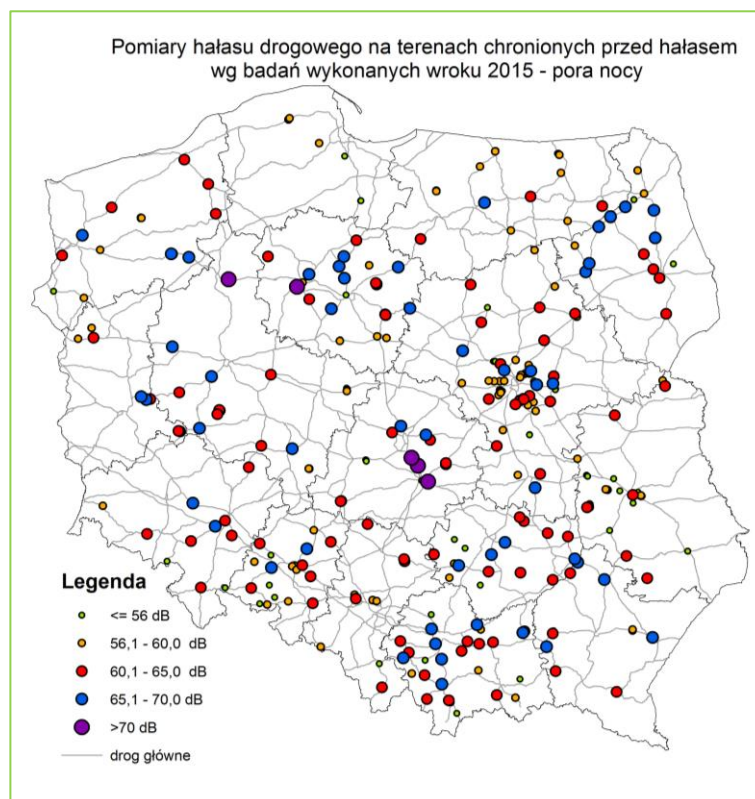 Pomiary hałasu drogowego na terenach chronionych przed hałasem
wg badań wykonanych wroku 2015 - pora nocy
Legenda
<= 56 dB
56,1 - 60,0 dB
60,1 - 65,0 dB
65,1 - 70,0 dB
>70 dB
drog główne